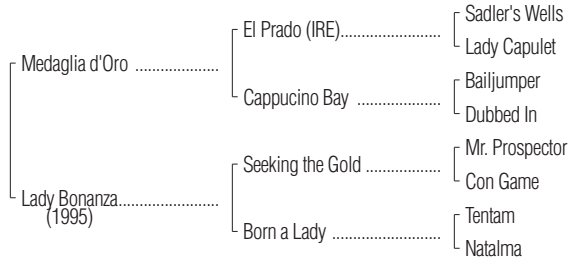 Sadler's Wells
El Prado (IRE)....................
Lady Capulet
Medaglia d'Oro ....................
Bailjumper
Cappucino Bay ....................
Dubbed In
Mr. Prospector
Seeking the Gold ..................
Con Game
Lady Bonanza........................
(1995)
Tentam
Born a Lady ..........................
Natalma